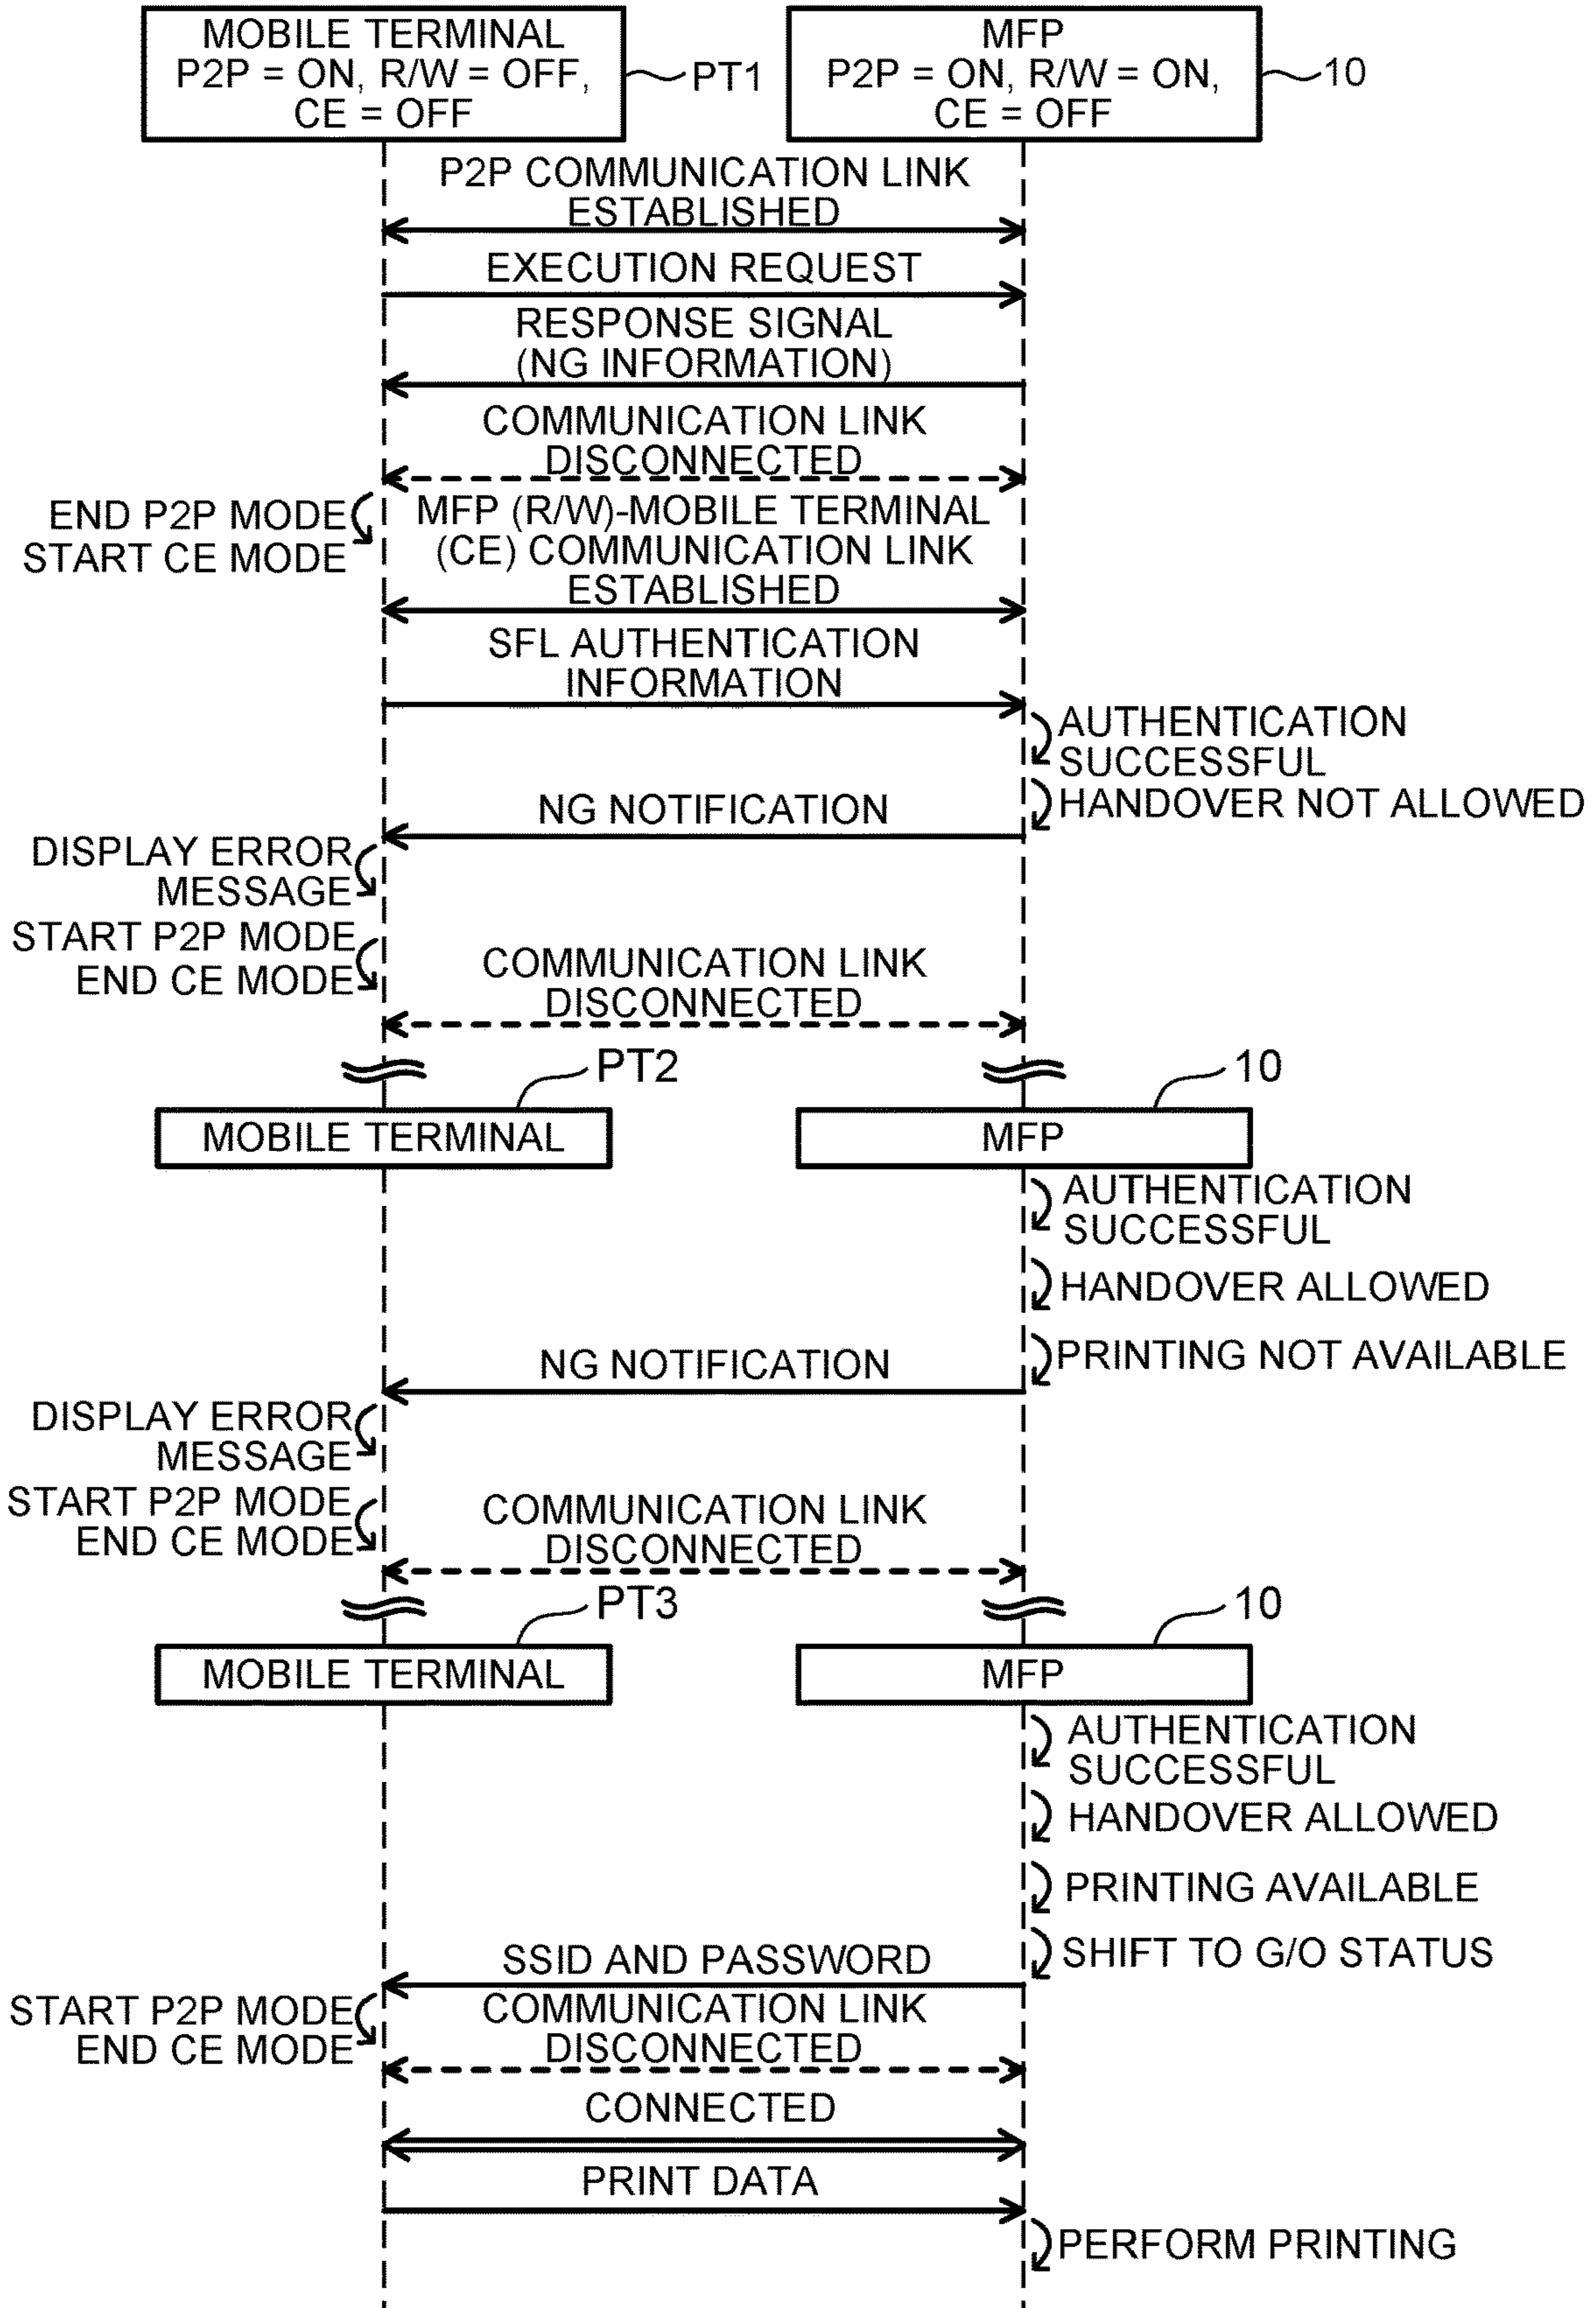 MOBILE TERMINAL
P2P = ON, R/W = OFF,
CE = OFF
PT1
MFP
P2P = ON, R/W = ON,
CE = OFF
10
P2P COMMUNICATION LINK
ESTABLISHED
EXECUTION REQUEST
RESPONSE SIGNAL
(NG INFORMATION)
COMMUNICATION LINK
DISCONNECTED
END P2P MODE
START CE MODE
MFP (R/W)-MOBILE TERMINAL
(CE) COMMUNICATION LINK
ESTABLISHED
SFL AUTHENTICATION
INFORMATION
AUTHENTICATION
SUCCESSFUL
HANDOVER NOT ALLOWED
NG NOTIFICATION
DISPLAY ERROR
MESSAGE
START P2P MODE
END CE MODE
COMMUNICATION LINK
DISCONNECTED
PT2
10
MOBILE TERMINAL
MFP
AUTHENTICATION
SUCCESSFUL
HANDOVER ALLOWED
PRINTING NOT AVAILABLE
NG NOTIFICATION
DISPLAY ERROR
MESSAGE
START P2P MODE
END CE MODE
COMMUNICATION LINK
DISCONNECTED
PT3
10
MOBILE TERMINAL
MFP
AUTHENTICATION
SUCCESSFUL
HANDOVER ALLOWED
PRINTING AVAILABLE
SHIFT TO G/O STATUS
SSID AND PASSWORD
START P2P MODE
END CE MODE
COMMUNICATION LINK
DISCONNECTED
CONNECTED
PRINT DATA
PERFORM PRINTING